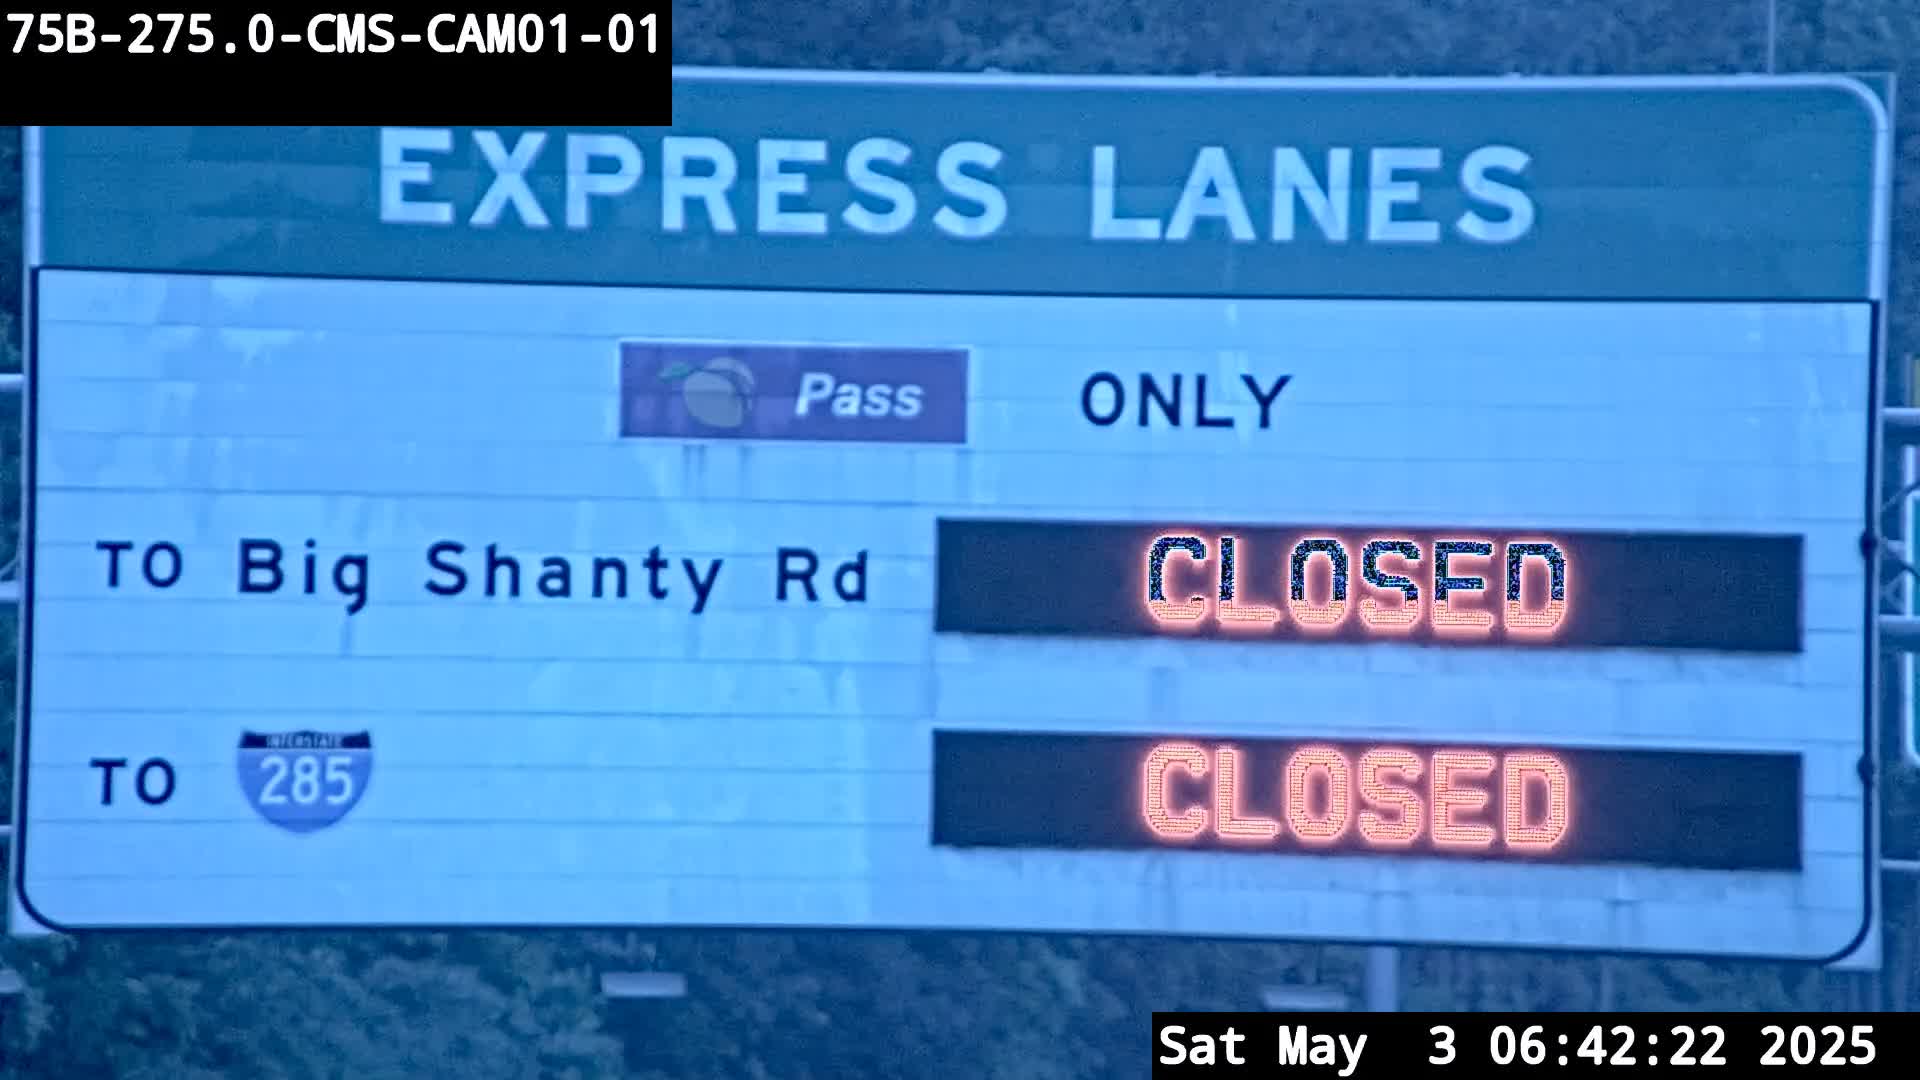 75B-275.0-CMS-CAM01-01
EXPRESS LANES
Pass ONLY
TO Big Shanty Rd CLOSED
TO INTERSTATE 285 CLOSED
Sat May 3 06:42:22 2025